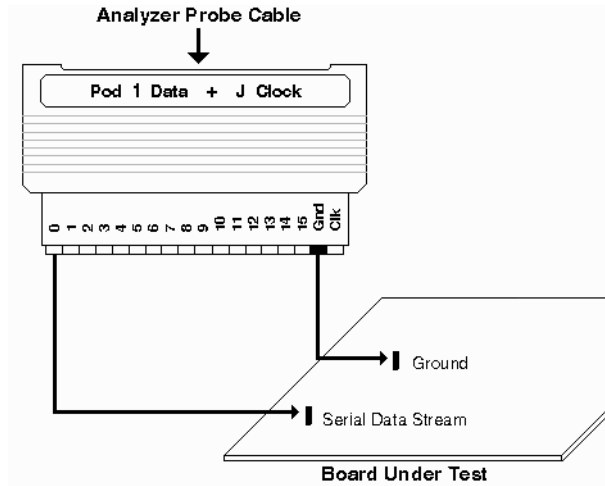 Analyzer Probe Cable
Pod 1 Data + J Clock
0 1 2 3 4 5 6 7 8 9 10 11 12 13 14 15 Gnd Clk
Ground
Serial Data Stream
Board Under Test